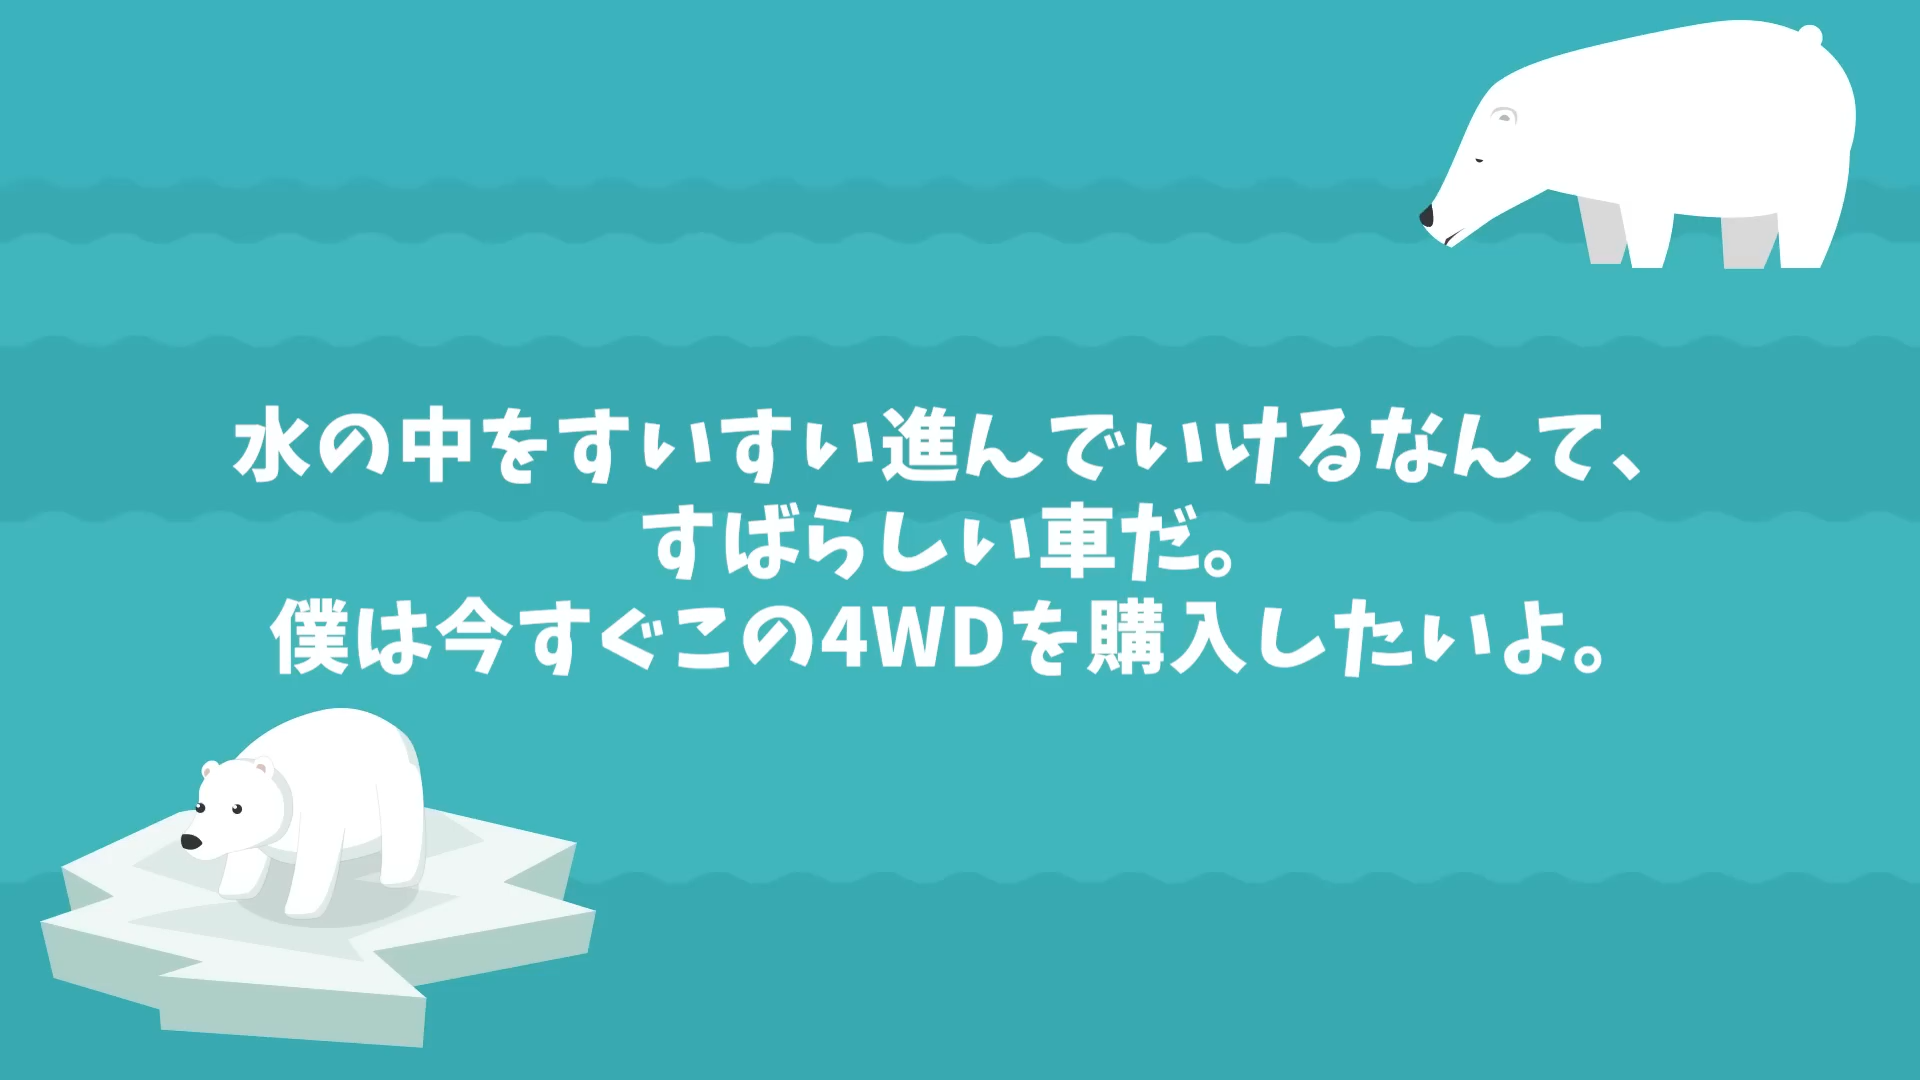 水の中をすいすい進んでいけるなんて、
すばらしい車だ。
僕は今すぐこの4WDを購入したいよ。